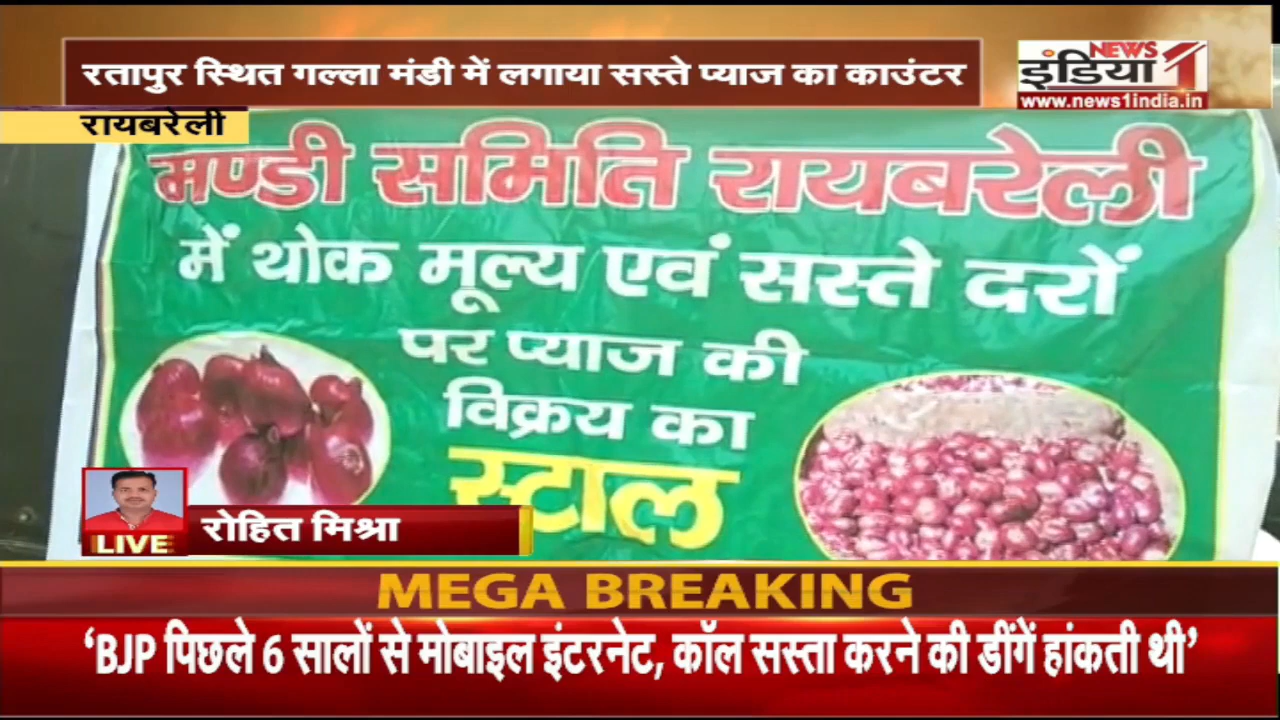 रतापुर स्थित गल्ला मंडी में लगाया सस्ते प्याज का काउंटर
NEWS
इंडिया 1
www.news1india.in
रायबरेली
मण्डी समिति रायबरेली
में थोक मूल्य एवं सस्ते दरों
पर प्याज की
विक्रय का
स्टाल
LIVE
रोहित मिश्रा
MEGA BREAKING
‘BJP पिछले 6 सालों से मोबाइल इंटरनेट, कॉल सस्ता करने की डींगें हांकती थी’